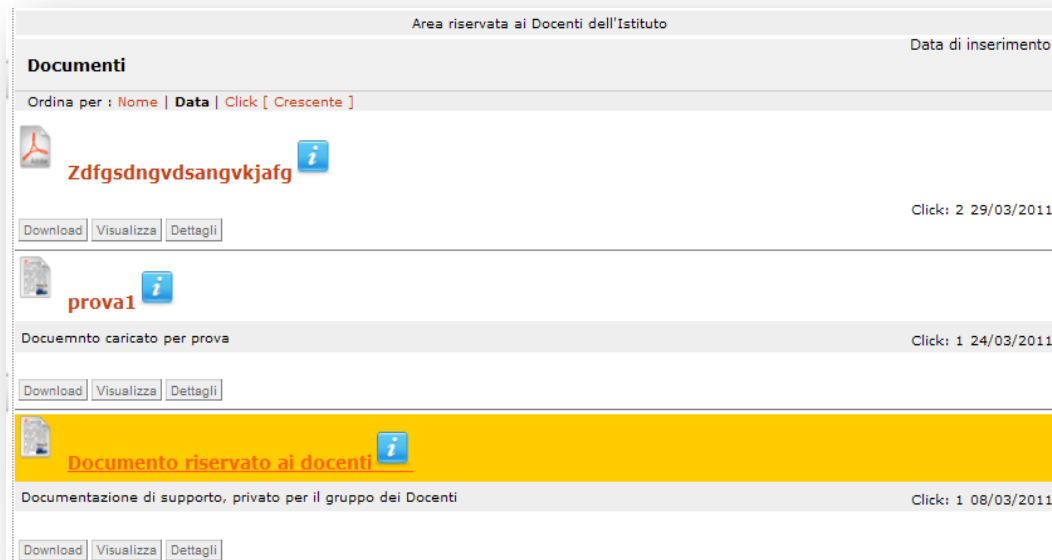 Area riservata ai Docenti dell'Istituto
Data di inserimento
Documenti
Ordina per : Nome | Data | Click [ Crescente ]
Zdfgsdngvdsangvkjafg
Click: 2 29/03/2011
Download Visualizza Dettagli
prova1
Docuemnto caricato per prova
Click: 1 24/03/2011
Download Visualizza Dettagli
Documento riservato ai docenti
Documentazione di supporto, privato per il gruppo dei Docenti
Click: 1 08/03/2011
Download Visualizza Dettagli